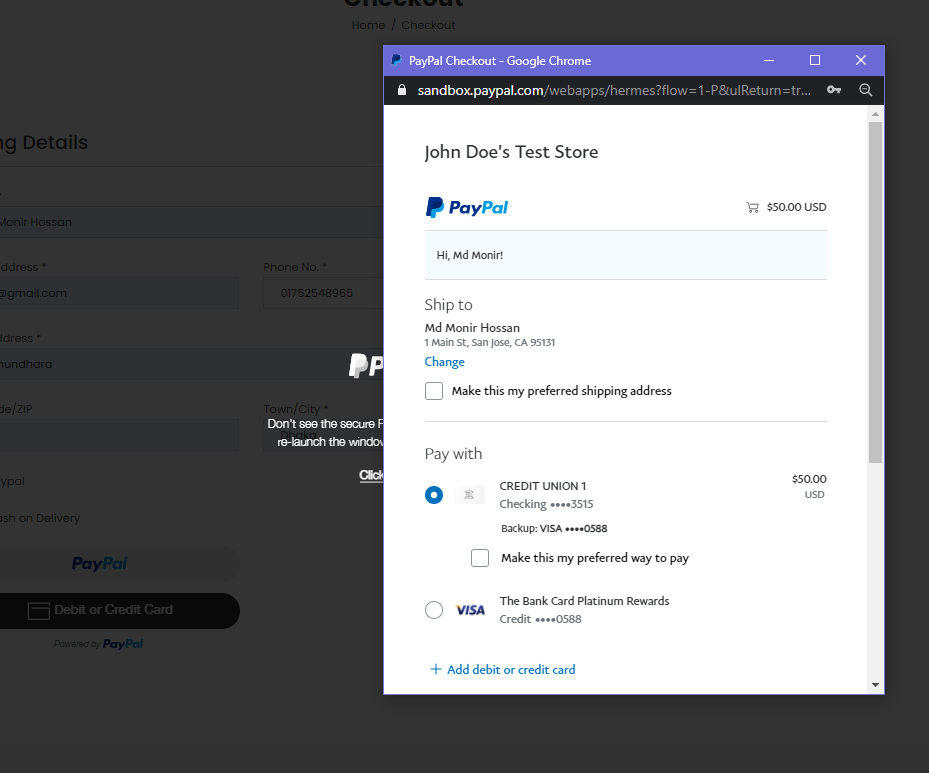 Checkout
Home / Checkout
ng Details
Monir Hossan
address *
Phone No. *
@gmail.com
01752548965
ddress *
nundhara
de/ZIP
Town/City *
Dhaka
Don't see the secure P
re-launch the window
Click
ypal
ash on Delivery
PayPal
Debit or Credit Card
Powered by PayPal
PayPal Checkout - Google Chrome
sandbox.paypal.com/webapps/hermes?flow=1-P&ulReturn=tr...
John Doe's Test Store
PayPal
$50.00 USD
Hi, Md Monir!
Ship to
Md Monir Hossan
1 Main St, San Jose, CA 95131
Change
Make this my preferred shipping address
Pay with
CREDIT UNION 1
$50.00
Checking ••••3515
USD
Backup: VISA ••••0588
Make this my preferred way to pay
VISA
The Bank Card Platinum Rewards
Credit ••••0588
+ Add debit or credit card